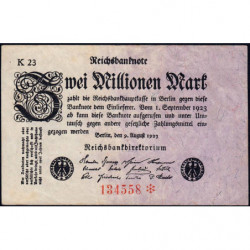 K 23
Reichsbanknote
Zwei Millionen Mark
zahlt die Reichsbankhauptkasse in Berlin gegen diese
Banknote dem Einlieferer. Vom 1. September 1923
ab kann diese Banknote aufgerufen und unter Um-
tausch gegen andere gesetzliche Zahlungsmittel ein-
gezogen werden
Berlin, den 9. August 1923
Reichsbankdirektorium
134558 *